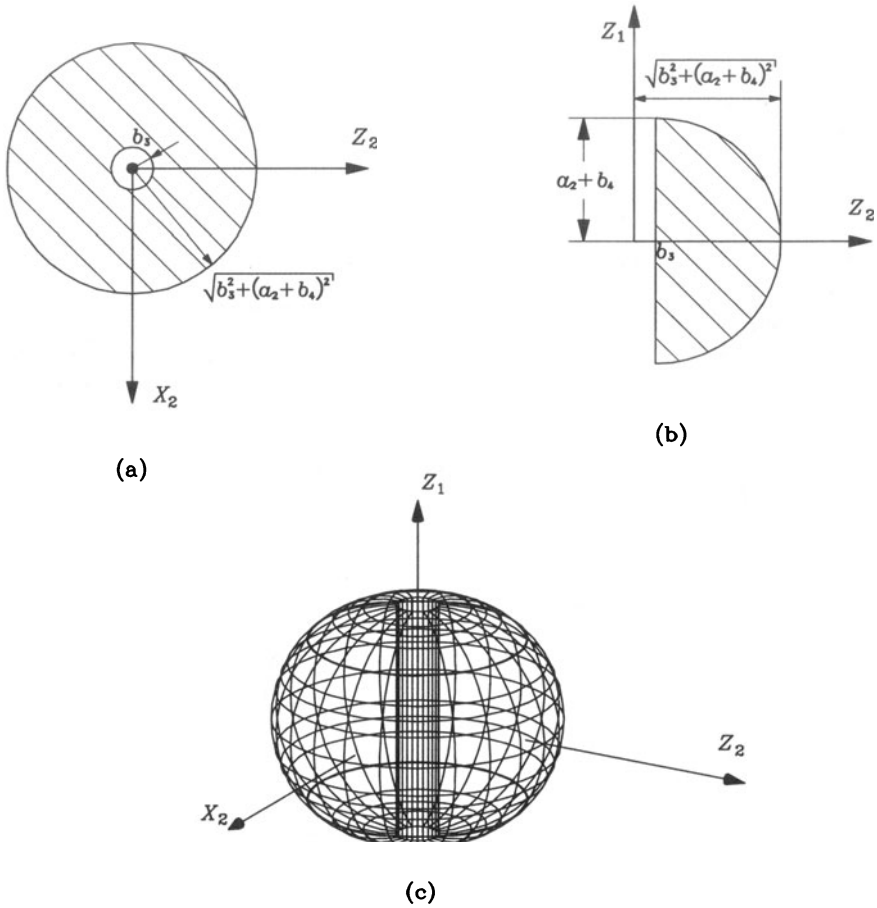 b₃
Z₂
√b₃²+(a₂+b₄)²
X₂
(a)
Z₁
√b₃²+(a₂+b₄)²
a₂+b₄
Z₂
b₃
(b)
Z₁
Z₂
X₂
(c)